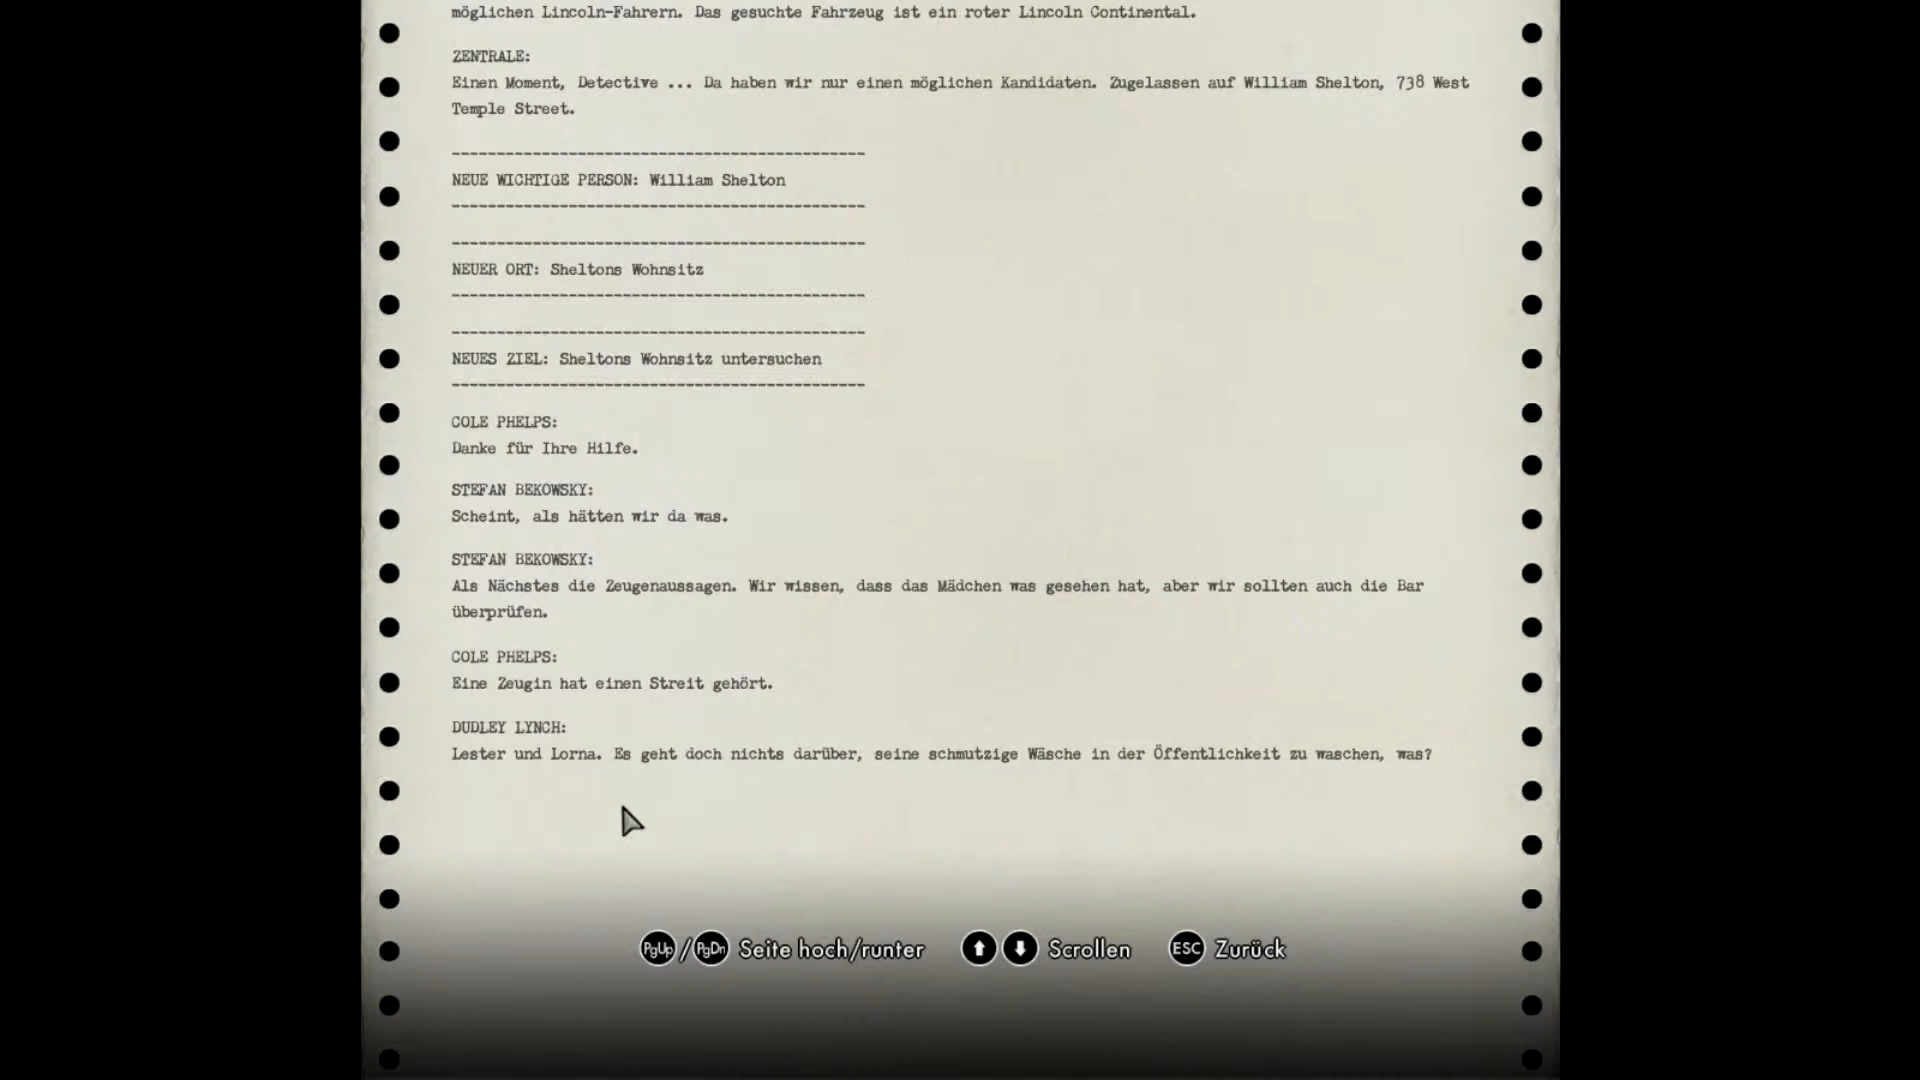 möglichen Lincoln-Fahrern. Das gesuchte Fahrzeug ist ein roter Lincoln Continental.
ZENTRALE:
Einen Moment, Detective ... Da haben wir nur einen möglichen Kandidaten. Zugelassen auf William Shelton, 738 West
Temple Street.
----------------------------------------------
NEUE WICHTIGE PERSON: William Shelton
----------------------------------------------
----------------------------------------------
NEUER ORT: Sheltons Wohnsitz
----------------------------------------------
----------------------------------------------
NEUES ZIEL: Sheltons Wohnsitz untersuchen
----------------------------------------------
COLE PHELPS:
Danke für Ihre Hilfe.
STEFAN BEKOWSKY:
Scheint, als hätten wir da was.
STEFAN BEKOWSKY:
Als Nächstes die Zeugenaussagen. Wir wissen, dass das Mädchen was gesehen hat, aber wir sollten auch die Bar
überprüfen.
COLE PHELPS:
Eine Zeugin hat einen Streit gehört.
DUDLEY LYNCH:
Lester und Lorna. Es geht doch nichts darüber, seine schmutzige Wäsche in der Öffentlichkeit zu waschen, was?
PgUp/PgDn Seite hoch/runter ⬆ ⬇ Scrollen ESC Zurück